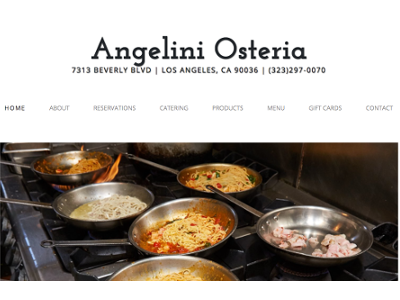 Angelini Osteria
7313 BEVERLY BLVD | LOS ANGELES, CA 90036 | (323)297-0070
HOME ABOUT RESERVATIONS CATERING PRODUCTS MENU GIFT CARDS CONTACT